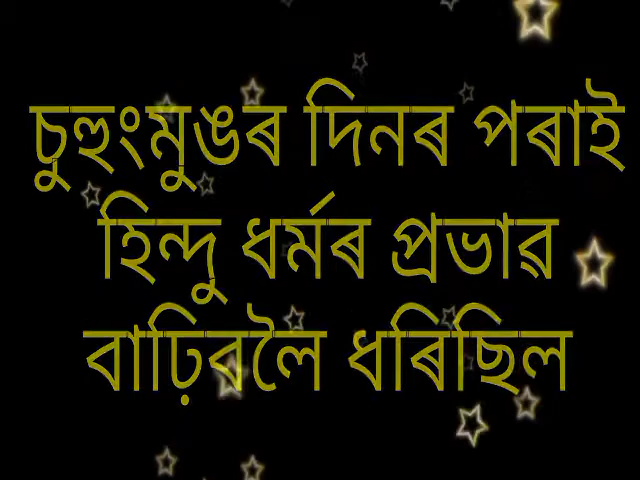 চুহুংমুঙৰ দিনৰ পৰাই
হিন্দু ধৰ্মৰ প্ৰভাৱ
বাঢ়িবলৈ ধৰিছিল